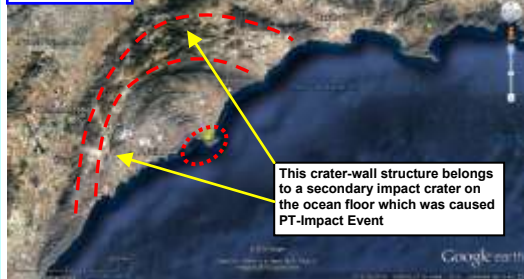 This crater-wall structure belongs
to a secondary impact crater on
the ocean floor which was caused
PT-Impact Event
Google earth